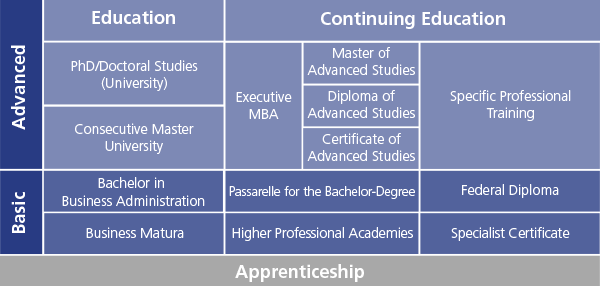 Education
Continuing Education
Advanced
PhD/Doctoral Studies
(University)
Consecutive Master
University
Executive
MBA
Master of
Advanced Studies
Diploma of
Advanced Studies
Certificate of
Advanced Studies
Specific Professional
Training
Basic
Bachelor in
Business Administration
Passarelle for the Bachelor-Degree
Federal Diploma
Business Matura
Higher Professional Academies
Specialist Certificate
Apprenticeship